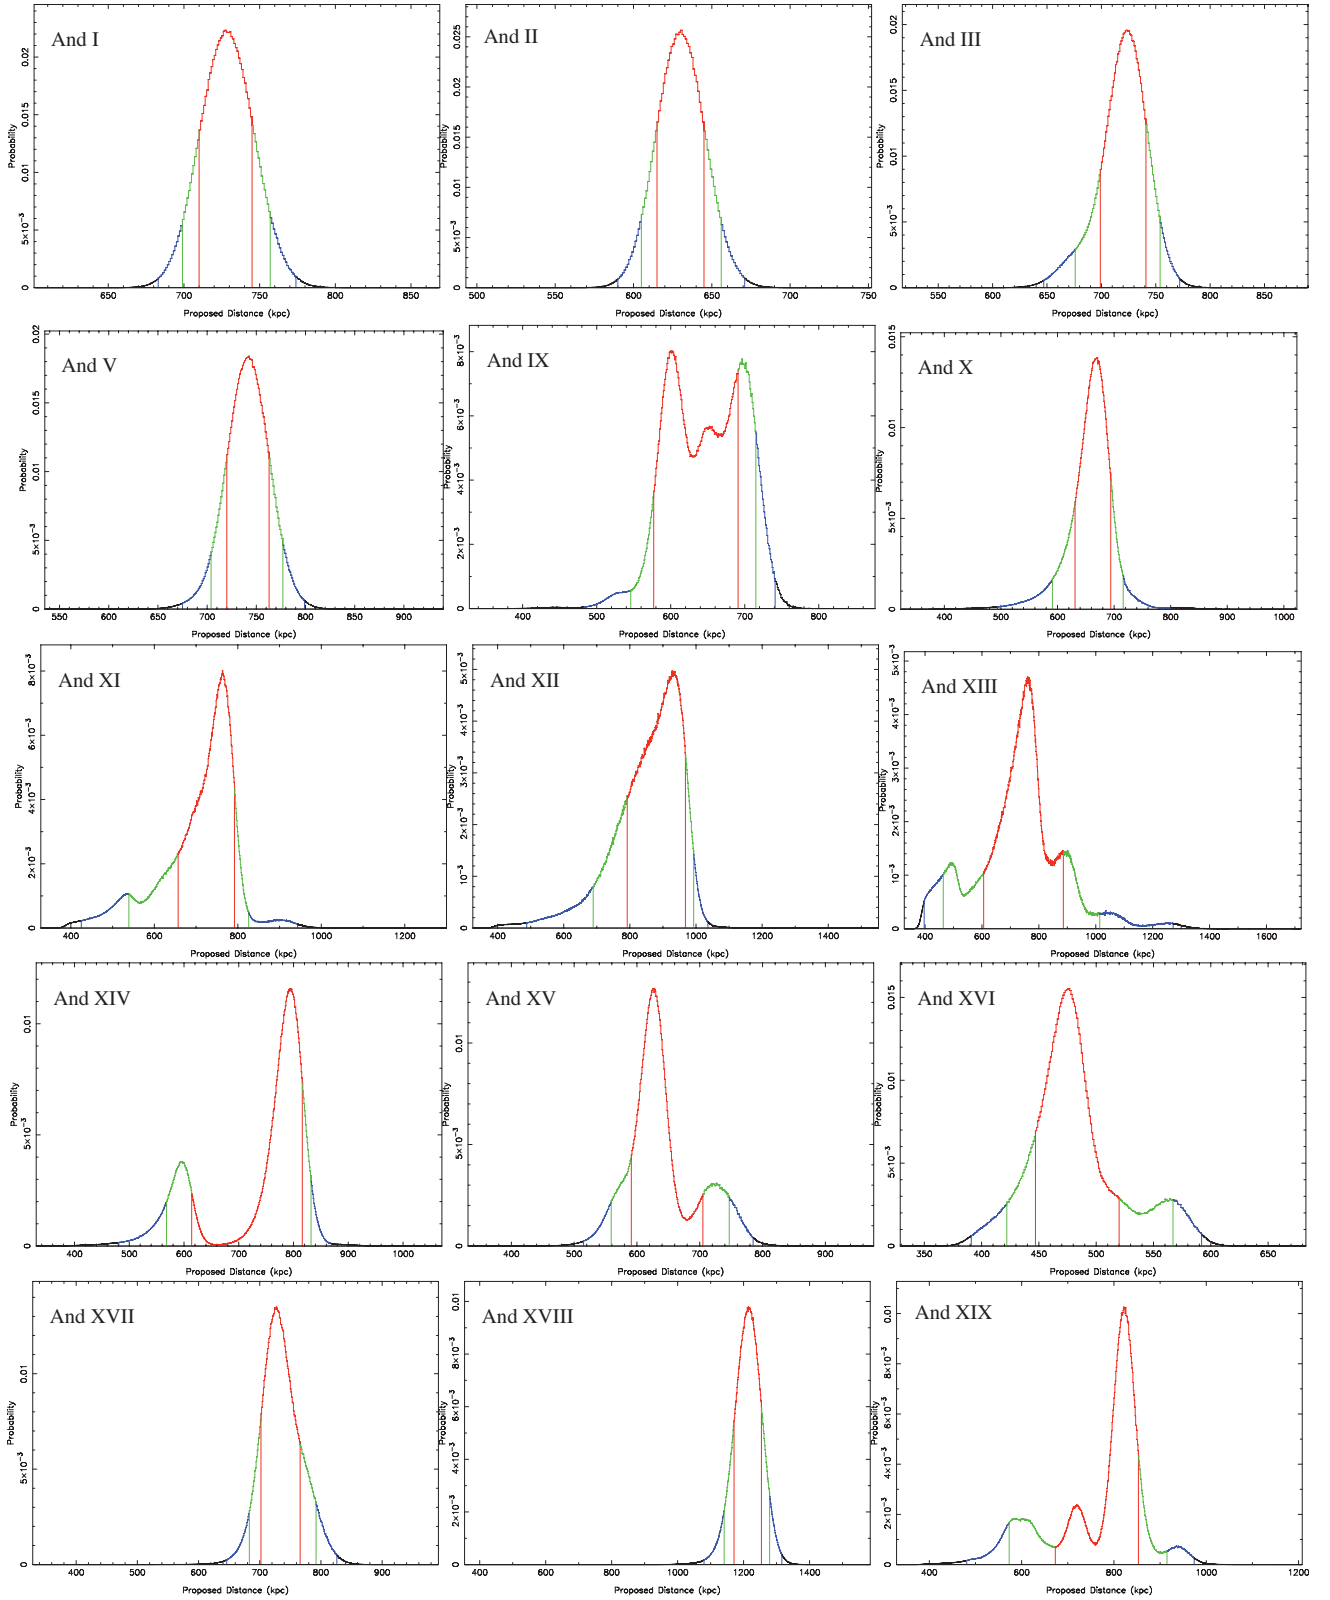 And I
Probability
0 5×10⁻³ 0.01 0.015 0.02
650 700 750 800 850
Proposed Distance (kpc)
And II
Probability
0 5×10⁻³ 0.01 0.015 0.02 0.025
500 550 600 650 700 750
Proposed Distance (kpc)
And III
Probability
0 5×10⁻³ 0.01 0.015 0.02
550 600 650 700 750 800 850
Proposed Distance (kpc)
And V
Probability
0 5×10⁻³ 0.01 0.015 0.02
550 600 650 700 750 800 850 900
Proposed Distance (kpc)
And IX
Probability
0 2×10⁻³ 4×10⁻³ 6×10⁻³ 8×10⁻³
400 500 600 700 800
Proposed Distance (kpc)
And X
Probability
0 5×10⁻³ 0.01 0.015
400 500 600 700 800 900 1000
Proposed Distance (kpc)
And XI
Probability
0 2×10⁻³ 4×10⁻³ 6×10⁻³ 8×10⁻³
400 600 800 1000 1200
Proposed Distance (kpc)
And XII
Probability
0 10⁻³ 2×10⁻³ 3×10⁻³ 4×10⁻³ 5×10⁻³
400 600 800 1000 1200 1400
Proposed Distance (kpc)
And XIII
Probability
0 10⁻³ 2×10⁻³ 3×10⁻³ 4×10⁻³ 5×10⁻³
400 600 800 1000 1200 1400 1600
Proposed Distance (kpc)
And XIV
Probability
0 5×10⁻³ 0.01
400 500 600 700 800 900 1000
Proposed Distance (kpc)
And XV
Probability
0 5×10⁻³ 0.01
400 500 600 700 800 900
Proposed Distance (kpc)
And XVI
Probability
0 5×10⁻³ 0.01 0.015
350 400 450 500 550 600 650
Proposed Distance (kpc)
And XVII
Probability
0 5×10⁻³ 0.01
400 500 600 700 800 900
Proposed Distance (kpc)
And XVIII
Probability
0 2×10⁻³ 4×10⁻³ 6×10⁻³ 8×10⁻³ 0.01
400 600 800 1000 1200 1400
Proposed Distance (kpc)
And XIX
Probability
0 2×10⁻³ 4×10⁻³ 6×10⁻³ 8×10⁻³ 0.01
400 600 800 1000 1200
Proposed Distance (kpc)